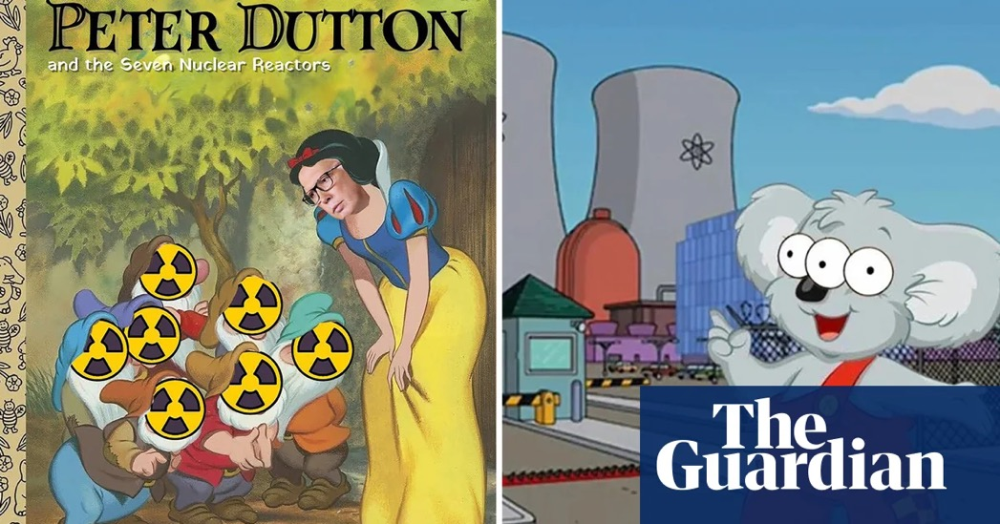 PETER DUTTON
and the Seven Nuclear Reactors
The
Guardian